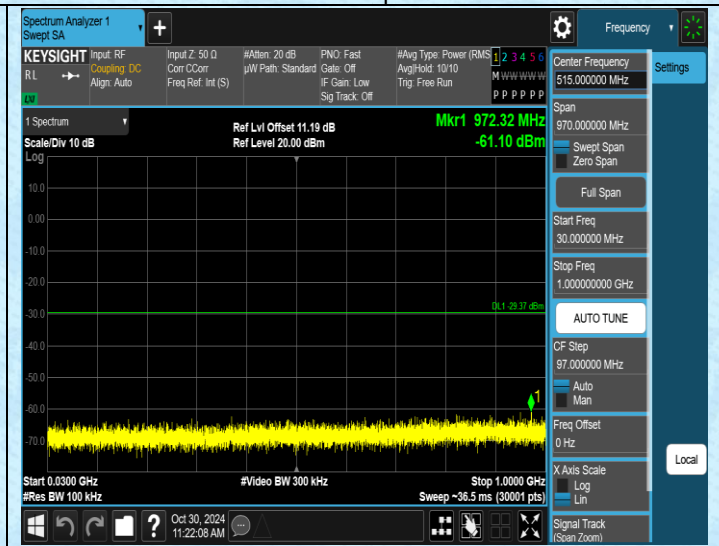 Spectrum Analyzer 1
Swept SA
+
Frequency
KEYSIGHT
RL
Input: RF
Coupling: DC
Align: Auto
Input Z: 50 Ω
Corr CCorr
Freq Ref: Int (S)
#Atten: 20 dB
µW Path: Standard
PNO: Fast
Gate: Off
IF Gain: Low
Sig Track: Off
#Avg Type: Power (RMS
Avg|Hold: 10/10
Trig: Free Run
1 2 3 4 5 6
M W W W W W
P P P P P P
Center Frequency
515.000000 MHz
Settings
1 Spectrum
Scale/Div 10 dB
Log
Ref Lvl Offset 11.19 dB
Ref Level 20.00 dBm
Mkr1 972.32 MHz
-61.10 dBm
10.0
0.00
-10.0
-20.0
-30.0
-40.0
-50.0
-60.0
-70.0
DL1 -29.37 dBm
1
Start 0.0300 GHz
#Res BW 100 kHz
#Video BW 300 kHz
Stop 1.0000 GHz
Sweep ~36.5 ms (30001 pts)
Span
970.000000 MHz
Swept Span
Zero Span
Full Span
Start Freq
30.000000 MHz
Stop Freq
1.000000000 GHz
AUTO TUNE
CF Step
97.000000 MHz
Auto
Man
Freq Offset
0 Hz
X Axis Scale
Log
Lin
Signal Track
(Span Zoom)
Local
?
Oct 30, 2024
11:22:08 AM